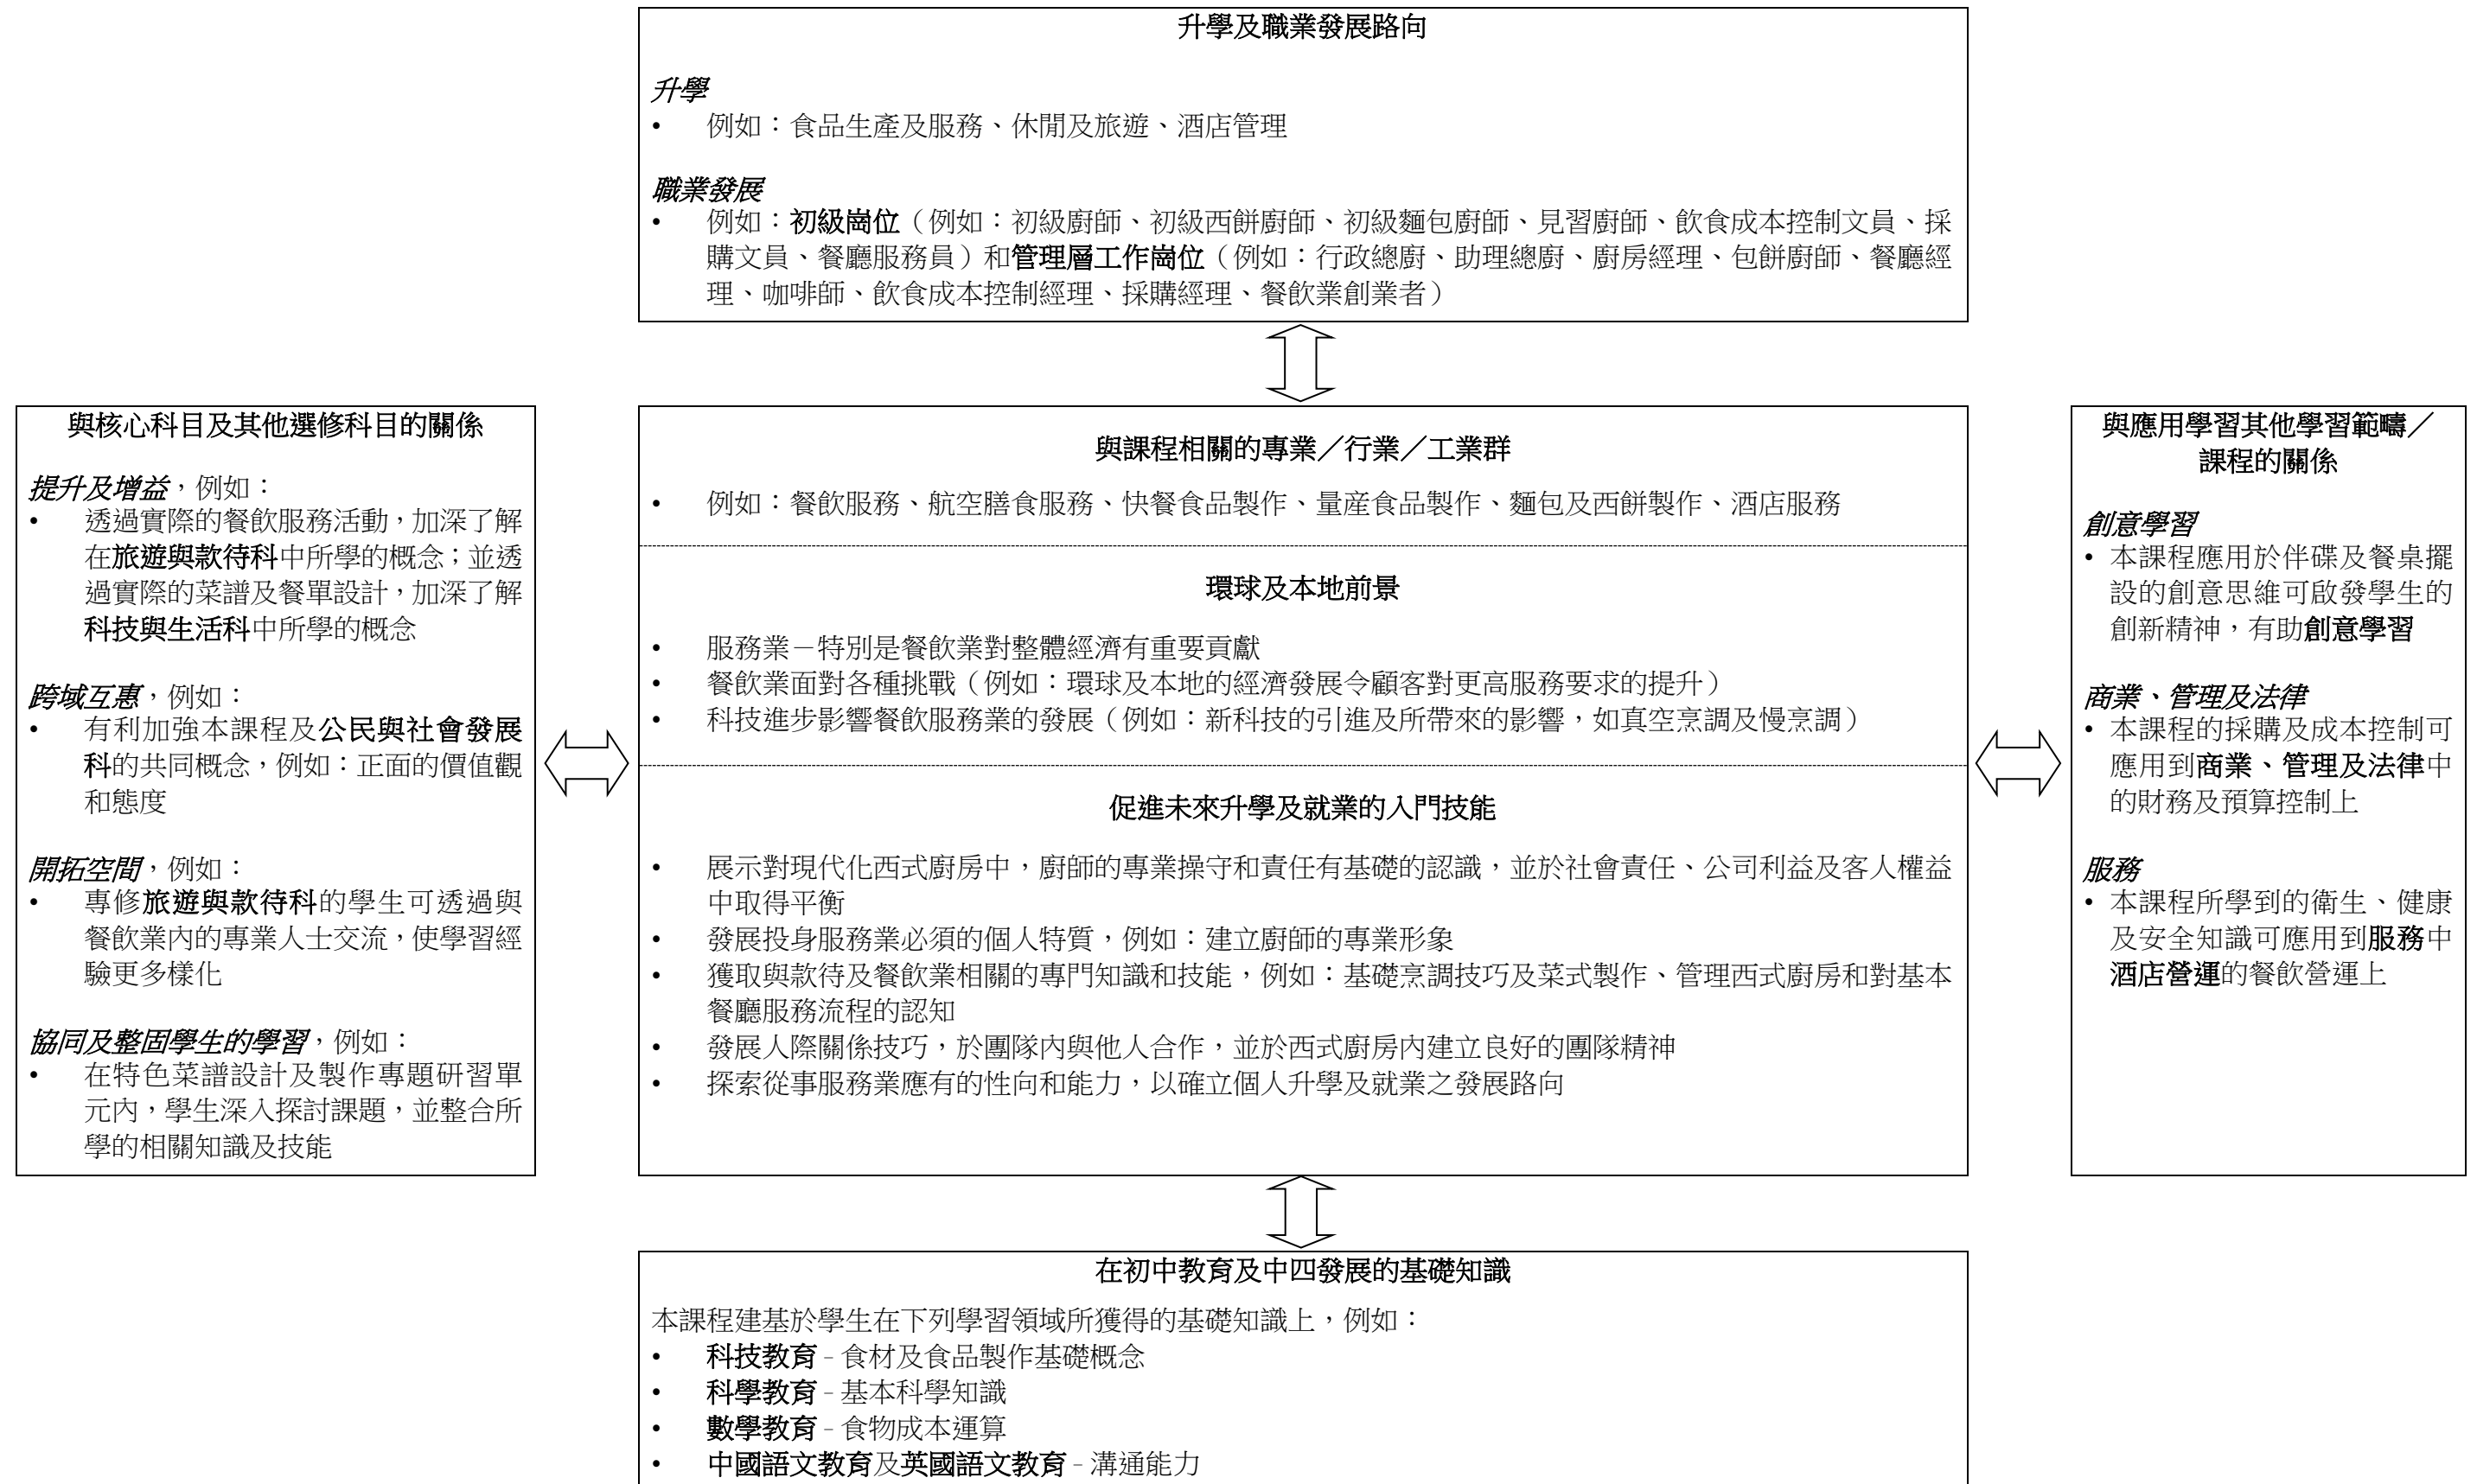 升學及職業發展路向
升學
• 例如：食品生產及服務、休閒及旅遊、酒店管理
職業發展
• 例如：初級崗位（例如：初級廚師、初級西餅廚師、初級麵包廚師、見習廚師、飲食成本控制文員、採
購文員、餐廳服務員）和管理層工作崗位（例如：行政總廚、助理總廚、廚房經理、包餅廚師、餐廳經
理、咖啡師、飲食成本控制經理、採購經理、餐飲業創業者）
與核心科目及其他選修科目的關係
提升及增益，例如：
• 透過實際的餐飲服務活動，加深了解
在旅遊與款待科中所學的概念；並透
過實際的菜譜及餐單設計，加深了解
科技與生活科中所學的概念
跨域互惠，例如：
• 有利加強本課程及公民與社會發展
科的共同概念，例如：正面的價值觀
和態度
開拓空間，例如：
• 專修旅遊與款待科的學生可透過與
餐飲業內的專業人士交流，使學習經
驗更多樣化
協同及整固學生的學習，例如：
• 在特色菜譜設計及製作專題研習單
元內，學生深入探討課題，並整合所
學的相關知識及技能
與課程相關的專業／行業／工業群
• 例如：餐飲服務、航空膳食服務、快餐食品製作、量産食品製作、麵包及西餅製作、酒店服務
環球及本地前景
• 服務業－特別是餐飲業對整體經濟有重要貢獻
• 餐飲業面對各種挑戰（例如：環球及本地的經濟發展令顧客對更高服務要求的提升）
• 科技進步影響餐飲服務業的發展（例如：新科技的引進及所帶來的影響，如真空烹調及慢烹調）
促進未來升學及就業的入門技能
• 展示對現代化西式廚房中，廚師的專業操守和責任有基礎的認識，並於社會責任、公司利益及客人權益
中取得平衡
• 發展投身服務業必須的個人特質，例如：建立廚師的專業形象
• 獲取與款待及餐飲業相關的專門知識和技能，例如：基礎烹調技巧及菜式製作、管理西式廚房和對基本
餐廳服務流程的認知
• 發展人際關係技巧，於團隊內與他人合作，並於西式廚房內建立良好的團隊精神
• 探索從事服務業應有的性向和能力，以確立個人升學及就業之發展路向
與應用學習其他學習範疇／
課程的關係
創意學習
• 本課程應用於伴碟及餐桌擺
設的創意思維可啟發學生的
創新精神，有助創意學習
商業、管理及法律
• 本課程的採購及成本控制可
應用到商業、管理及法律中
的財務及預算控制上
服務
• 本課程所學到的衛生、健康
及安全知識可應用到服務中
酒店營運的餐飲營運上
在初中教育及中四發展的基礎知識
本課程建基於學生在下列學習領域所獲得的基礎知識上，例如：
• 科技教育 - 食材及食品製作基礎概念
• 科學教育 - 基本科學知識
• 數學教育 - 食物成本運算
• 中國語文教育及英國語文教育 - 溝通能力